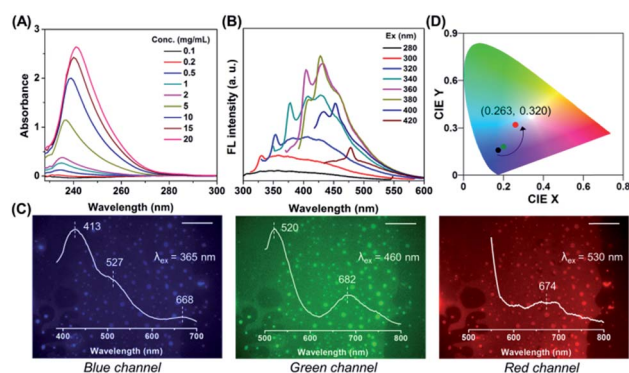 (A)
Conc. (mg/mL)
0.1
0.2
0.5
1
2
5
10
15
20
Absorbance
3
2
1
0
240 260 280 300
Wavelength (nm)
(B)
Ex (nm)
280
300
320
340
360
380
400
420
FL intensity (a. u.)
300 350 400 450 500 550 600
Wavelength (nm)
(D)
CIE Y
0.9
0.6
0.3
0
(0.263, 0.320)
0.0 0.2 0.4 0.6 0.8
CIE X
(C)
413
527
668
λex = 365 nm
400 500 600 700
Wavelength (nm)
Blue channel
520
682
λex = 460 nm
500 600 700 800
Wavelength (nm)
Green channel
674
λex = 530 nm
500 600 700 800
Wavelength (nm)
Red channel